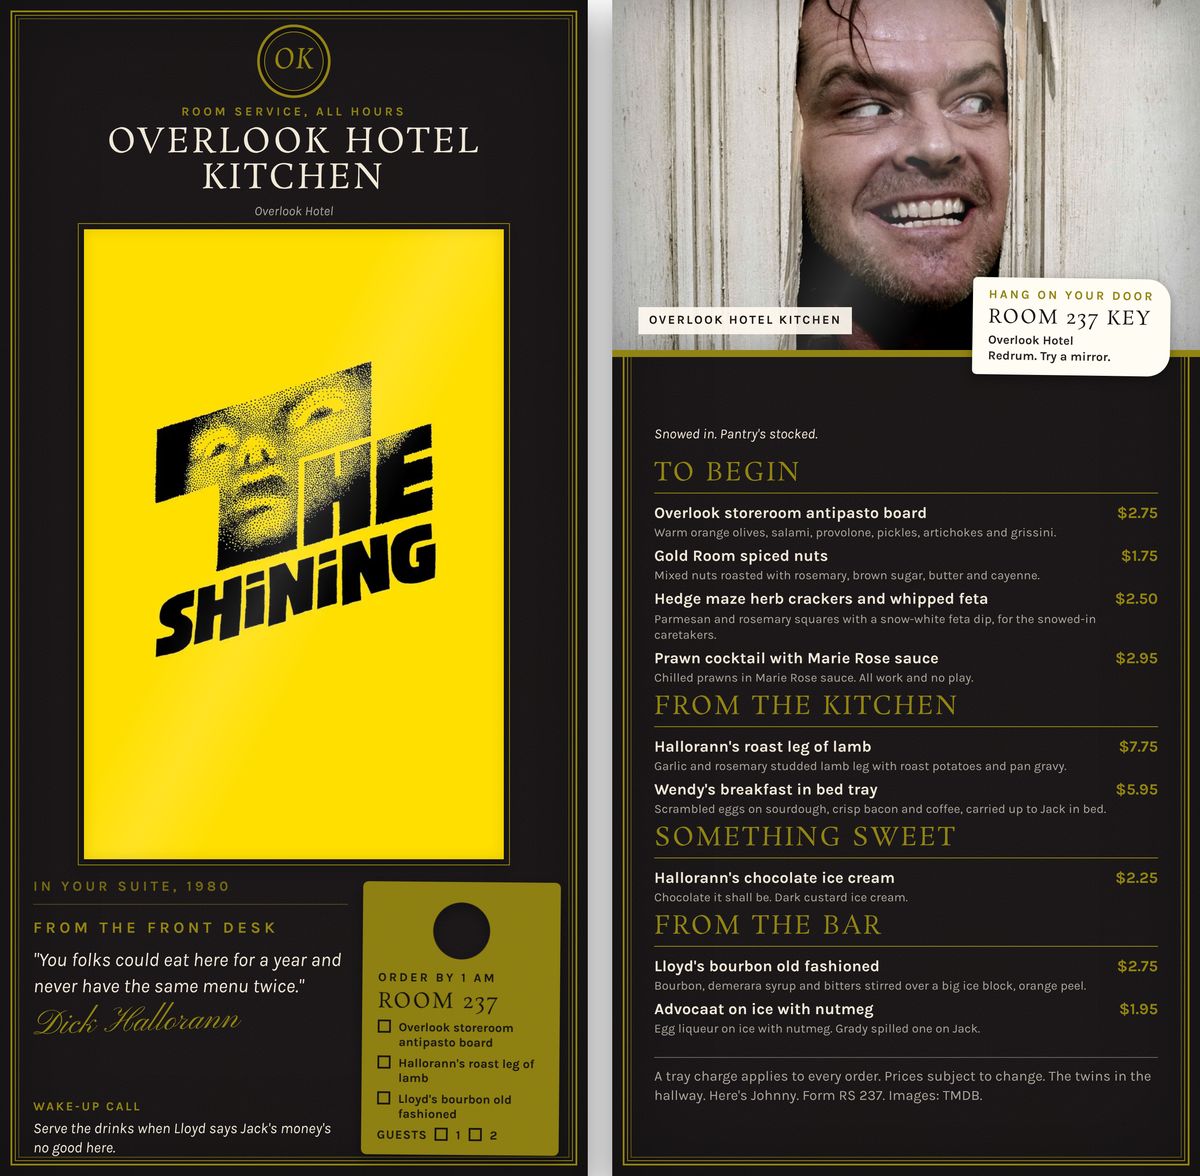 OK
ROOM SERVICE, ALL HOURS
OVERLOOK HOTEL
KITCHEN
Overlook Hotel
THE
SHiNiNG
IN YOUR SUITE, 1980
FROM THE FRONT DESK
"You folks could eat here for a year and
never have the same menu twice."
Dick Hallorann
WAKE-UP CALL
Serve the drinks when Lloyd says Jack's money's
no good here.
ORDER BY 1 AM
ROOM 237
Overlook storeroom
antipasto board
Hallorann's roast leg of
lamb
Lloyd's bourbon old
fashioned
GUESTS 1 2
OVERLOOK HOTEL KITCHEN
HANG ON YOUR DOOR
ROOM 237 KEY
Overlook Hotel
Redrum. Try a mirror.
Snowed in. Pantry's stocked.
TO BEGIN
Overlook storeroom antipasto board $2.75
Warm orange olives, salami, provolone, pickles, artichokes and grissini.
Gold Room spiced nuts $1.75
Mixed nuts roasted with rosemary, brown sugar, butter and cayenne.
Hedge maze herb crackers and whipped feta $2.50
Parmesan and rosemary squares with a snow-white feta dip, for the snowed-in
caretakers.
Prawn cocktail with Marie Rose sauce $2.95
Chilled prawns in Marie Rose sauce. All work and no play.
FROM THE KITCHEN
Hallorann's roast leg of lamb $7.75
Garlic and rosemary studded lamb leg with roast potatoes and pan gravy.
Wendy's breakfast in bed tray $5.95
Scrambled eggs on sourdough, crisp bacon and coffee, carried up to Jack in bed.
SOMETHING SWEET
Hallorann's chocolate ice cream $2.25
Chocolate it shall be. Dark custard ice cream.
FROM THE BAR
Lloyd's bourbon old fashioned $2.75
Bourbon, demerara syrup and bitters stirred over a big ice block, orange peel.
Advocaat on ice with nutmeg $1.95
Egg liqueur on ice with nutmeg. Grady spilled one on Jack.
A tray charge applies to every order. Prices subject to change. The twins in the
hallway. Here's Johnny. Form RS 237. Images: TMDB.